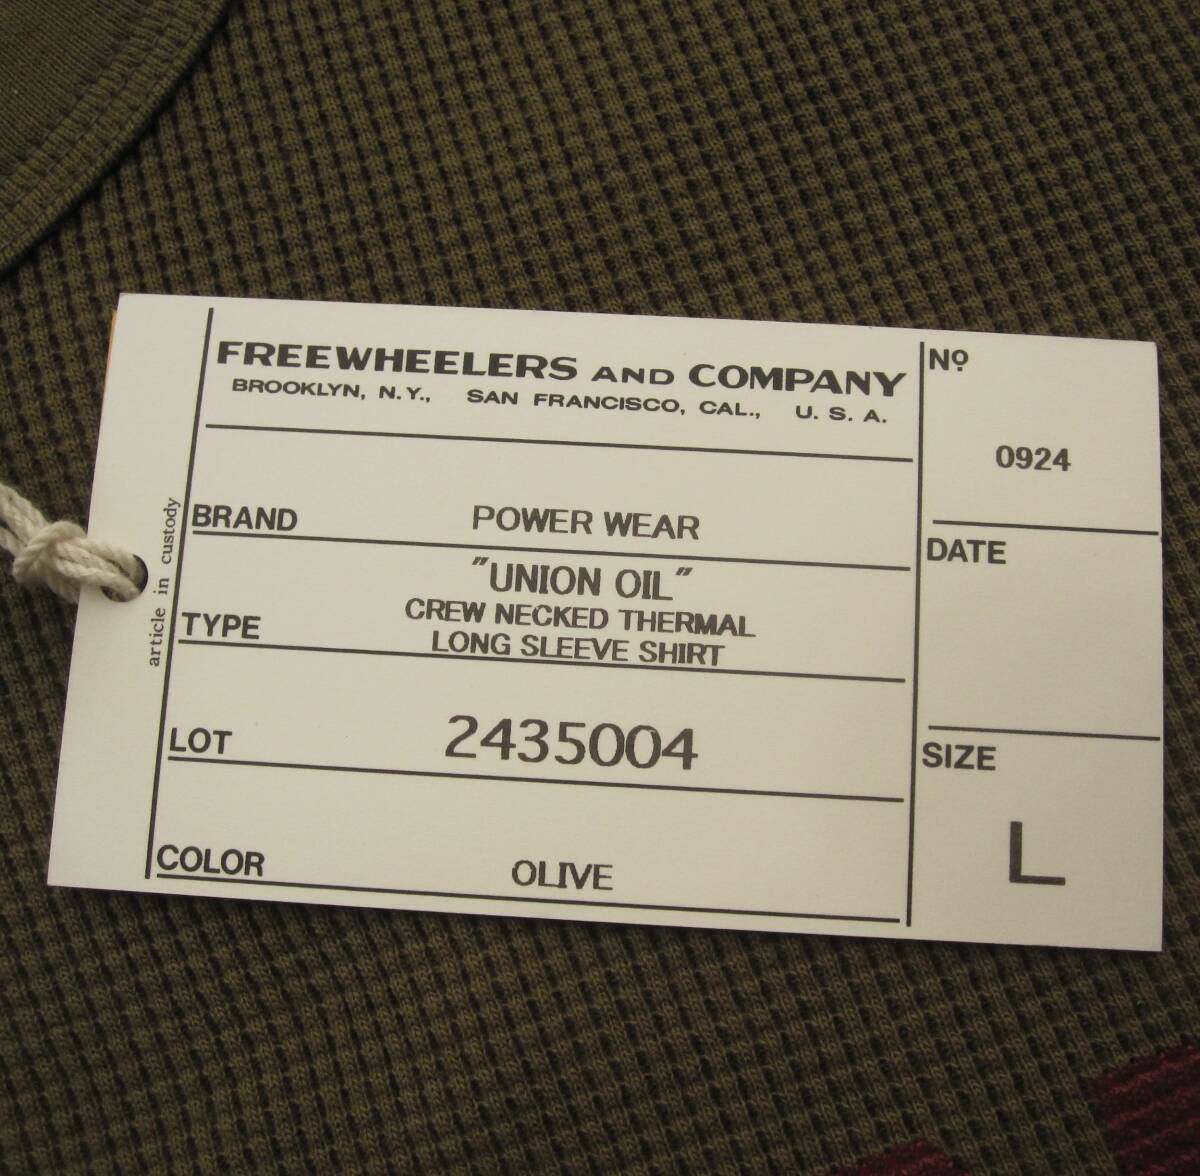 FREEWHEELERS AND COMPANY
BROOKLYN, N.Y., SAN FRANCISCO, CAL., U. S. A.
Nº
0924
BRAND POWER WEAR
DATE
TYPE "UNION OIL"
CREW NECKED THERMAL
LONG SLEEVE SHIRT
LOT 2435004
SIZE
L
COLOR OLIVE
article in custody